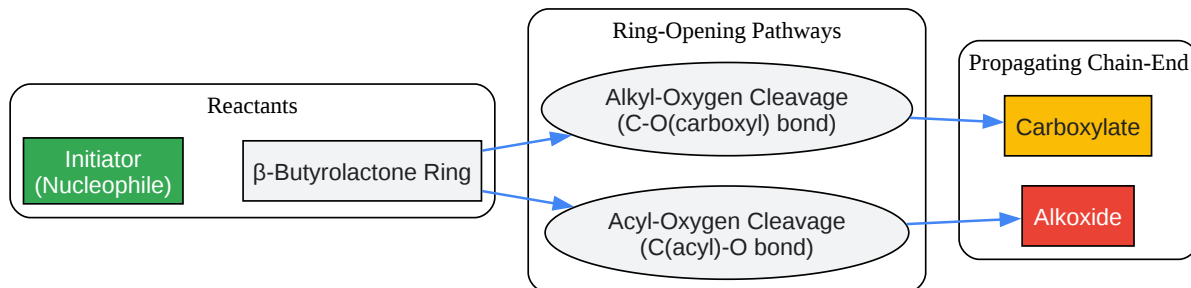 Reactants
Initiator
(Nucleophile)
β-Butyrolactone Ring
Ring-Opening Pathways
Alkyl-Oxygen Cleavage
(C-O(carboxyl) bond)
Acyl-Oxygen Cleavage
(C(acyl)-O bond)
Propagating Chain-End
Carboxylate
Alkoxide